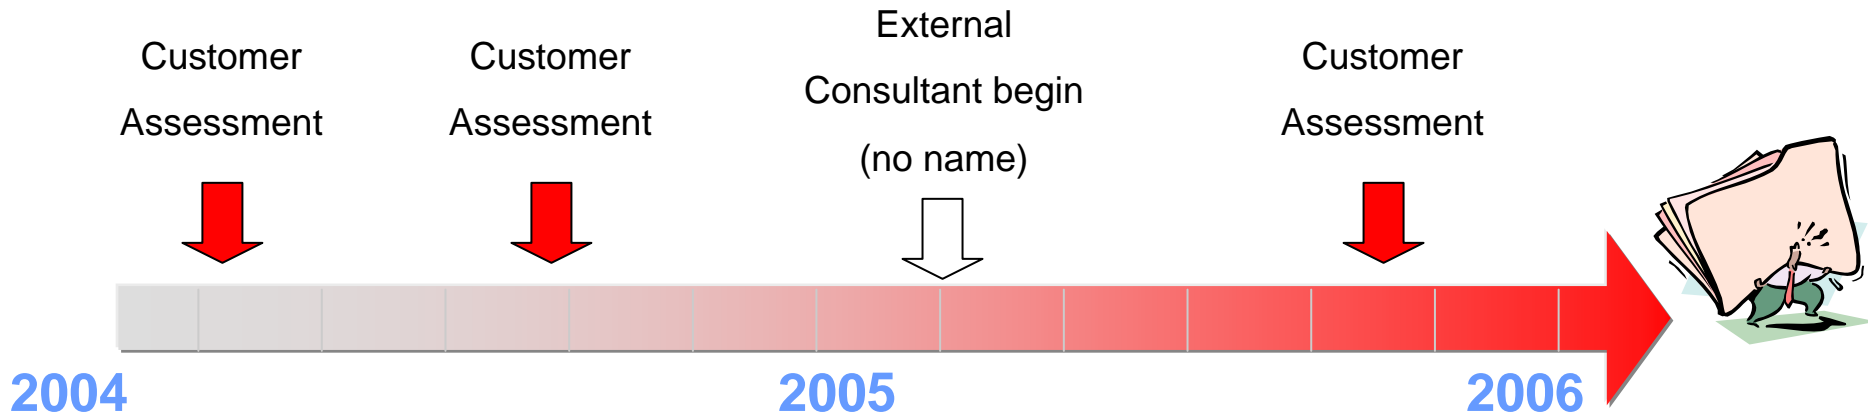 Customer
Assessment
Customer
Assessment
External
Consultant begin
(no name)
Customer
Assessment
2004
2005
2006